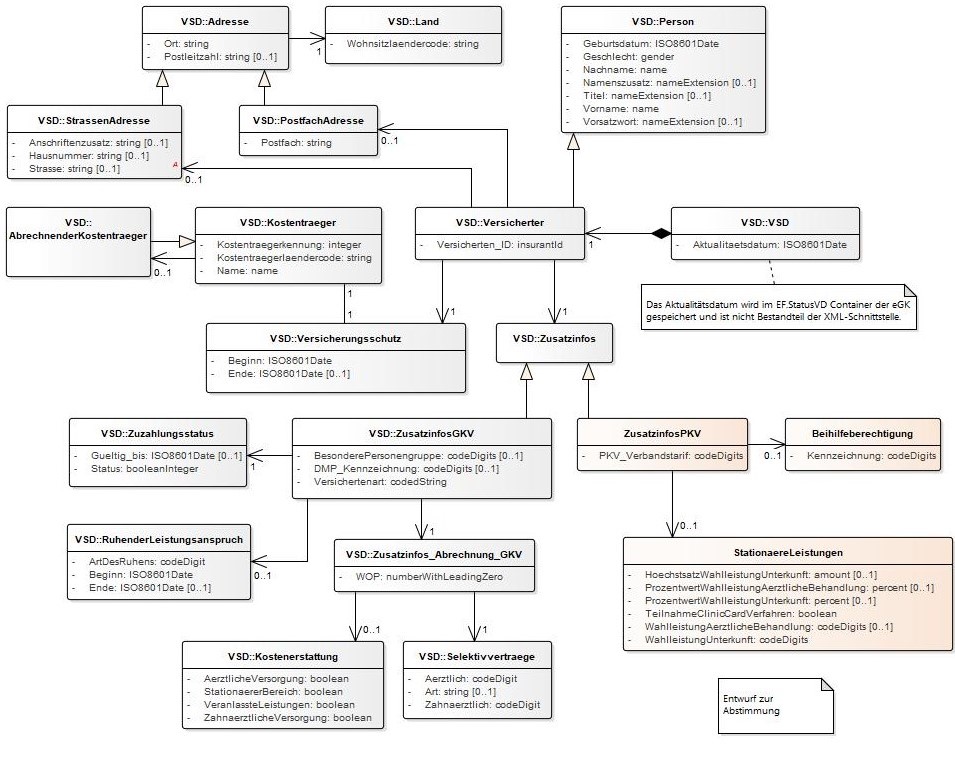 VSD::Adresse
- Ort: string
- Postleitzahl: string [0..1]
VSD::Land
- Wohnsitzlaendercode: string
1
VSD::Person
- Geburtsdatum: ISO8601Date
- Geschlecht: gender
- Nachname: name
- Namenszusatz: nameExtension [0..1]
- Titel: nameExtension [0..1]
- Vorname: name
- Vorsatzwort: nameExtension [0..1]
VSD::StrassenAdresse
- Anschriftenzusatz: string [0..1]
- Hausnummer: string [0..1]
- Strasse: string [0..1]
A
0..1
VSD::PostfachAdresse
- Postfach: string
0..1
VSD::
AbrechnenderKostentraeger
0..1
VSD::Kostentraeger
- Kostentraegerkennung: integer
- Kostentraegerlaendercode: string
- Name: name
1
1
VSD::Versicherter
- Versicherten_ID: insurantId
1
VSD::VSD
- Aktualitaetsdatum: ISO8601Date
Das Aktualitätsdatum wird im EF.StatusVD Container der eGK
gespeichert und ist nicht Bestandteil der XML-Schnittstelle.
1
1
VSD::Versicherungsschutz
- Beginn: ISO8601Date
- Ende: ISO8601Date [0..1]
VSD::Zusatzinfos
VSD::Zuzahlungsstatus
- Gueltig_bis: ISO8601Date [0..1]
- Status: booleanInteger
1
VSD::ZusatzinfosGKV
- BesonderePersonengruppe: codeDigits [0..1]
- DMP_Kennzeichnung: codeDigits [0..1]
- Versichertenart: codedString
ZusatzinfosPKV
- PKV_Verbandstarif: codeDigits
0..1
Beihilfeberechtigung
- Kennzeichnung: codeDigits
VSD::RuhenderLeistungsanspruch
- ArtDesRuhens: codeDigit
- Beginn: ISO8601Date
- Ende: ISO8601Date [0..1]
0..1
1
VSD::Zusatzinfos_Abrechnung_GKV
- WOP: numberWithLeadingZero
0..1
StationaereLeistungen
- HoechstsatzWahlleistungUnterkunft: amount [0..1]
- ProzentwertWahlleistungAerztlicheBehandlung: percent [0..1]
- ProzentwertWahlleistungUnterkunft: percent [0..1]
- TeilnahmeClinicCardVerfahren: boolean
- WahlleistungAerztlicheBehandlung: codeDigits [0..1]
- WahlleistungUnterkunft: codeDigits
0..1
1
VSD::Kostenerstattung
- AerztlicheVersorgung: boolean
- StationaererBereich: boolean
- VeranlassteLeistungen: boolean
- ZahnaerztlicheVersorgung: boolean
VSD::Selektivvertraege
- Aerztlich: codeDigit
- Art: string [0..1]
- Zahnaerztlich: codeDigit
Entwurf zur
Abstimmung